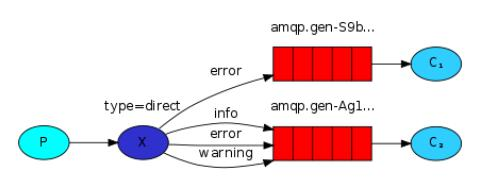 amqp.gen-S9b...
C₁
error
type=direct
amqp.gen-Ag1...
info
P
X
error
C₂
warning